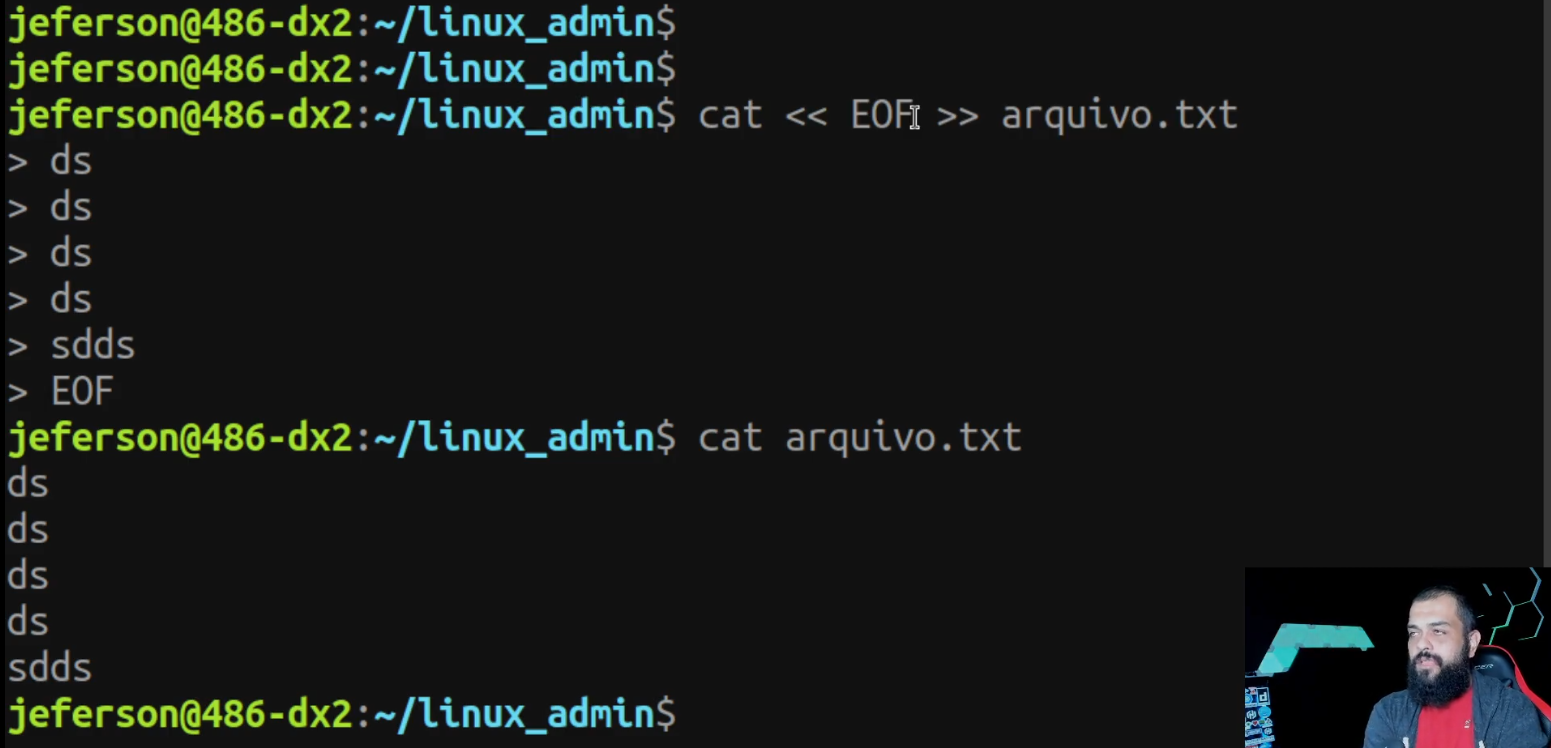 jeferson@486-dx2:~/linux_admin$
jeferson@486-dx2:~/linux_admin$
jeferson@486-dx2:~/linux_admin$ cat << EOF >> arquivo.txt
> ds
> ds
> ds
> ds
> sdds
> EOF
jeferson@486-dx2:~/linux_admin$ cat arquivo.txt
ds
ds
ds
ds
sdds
jeferson@486-dx2:~/linux_admin$